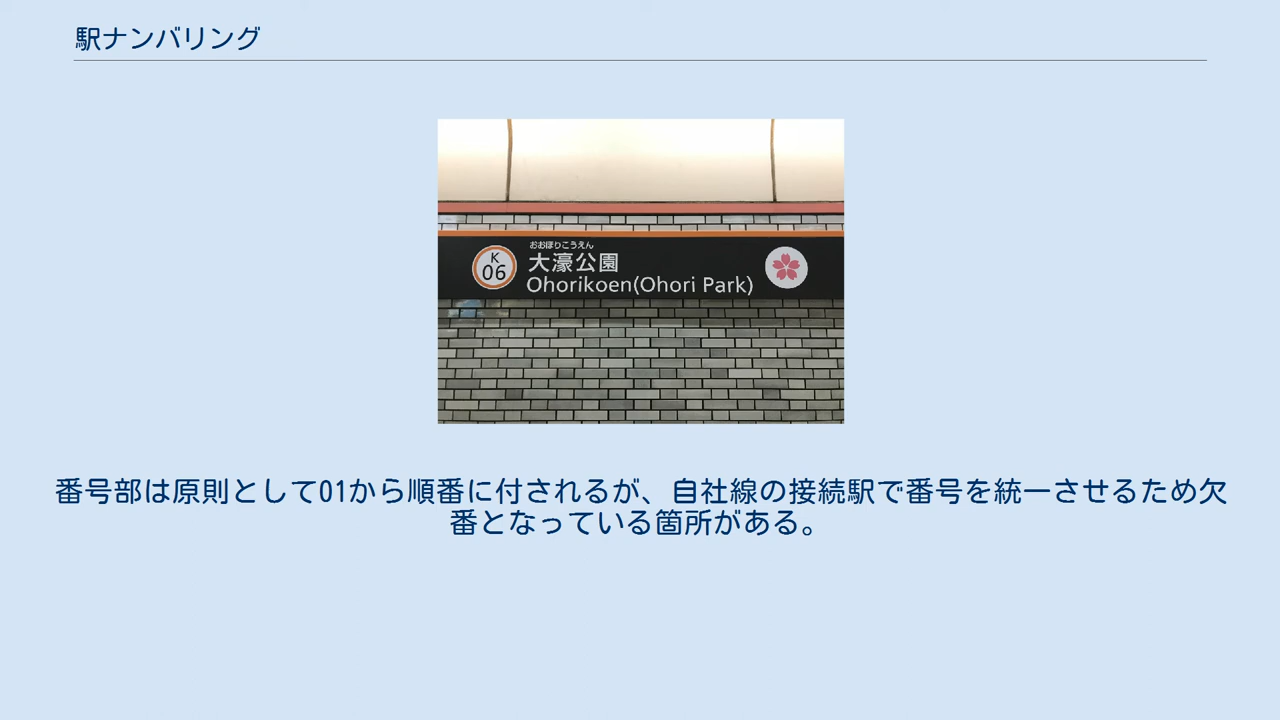 駅ナンバリング
K
06
おおほりこうえん
大濠公園
Ohorikoen(Ohori Park)
番号部は原則として01から順番に付されるが、自社線の接続駅で番号を統一させるため欠
番となっている箇所がある。